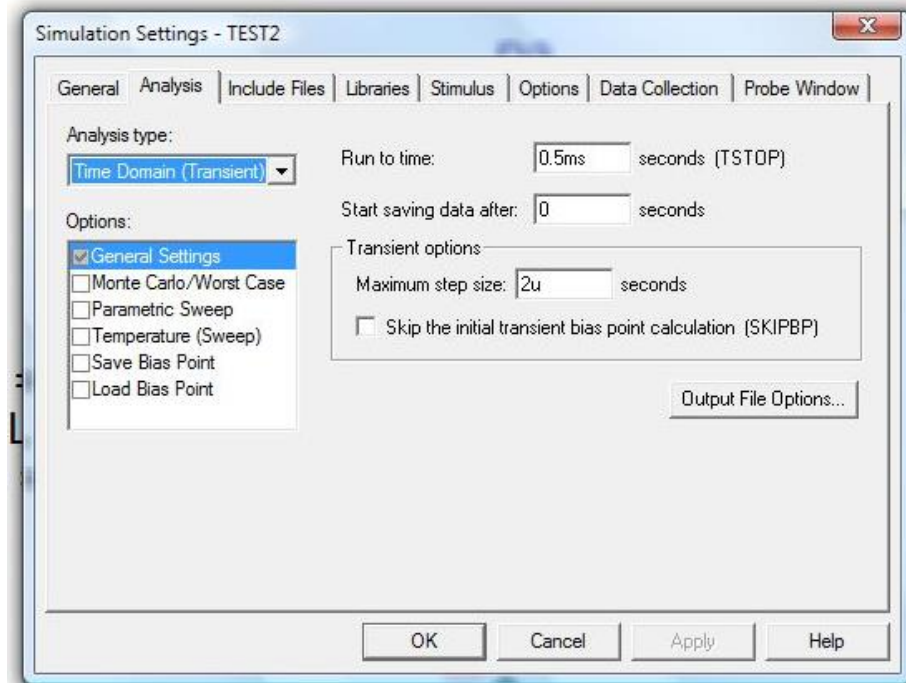 Simulation Settings - TEST2
General Analysis Include Files Libraries Stimulus Options Data Collection Probe Window
Analysis type:
Time Domain (Transient)
Options:
General Settings
Monte Carlo/Worst Case
Parametric Sweep
Temperature (Sweep)
Save Bias Point
Load Bias Point
Run to time: 0.5ms seconds (TSTOP)
Start saving data after: 0 seconds
Transient options
Maximum step size: 2u seconds
Skip the initial transient bias point calculation (SKIPBP)
Output File Options...
OK Cancel Apply Help